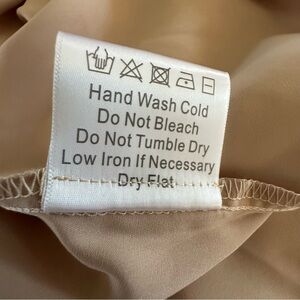 Hand Wash Cold
Do Not Bleach
Do Not Tumble Dry
Low Iron If Necessary
Dry Flat